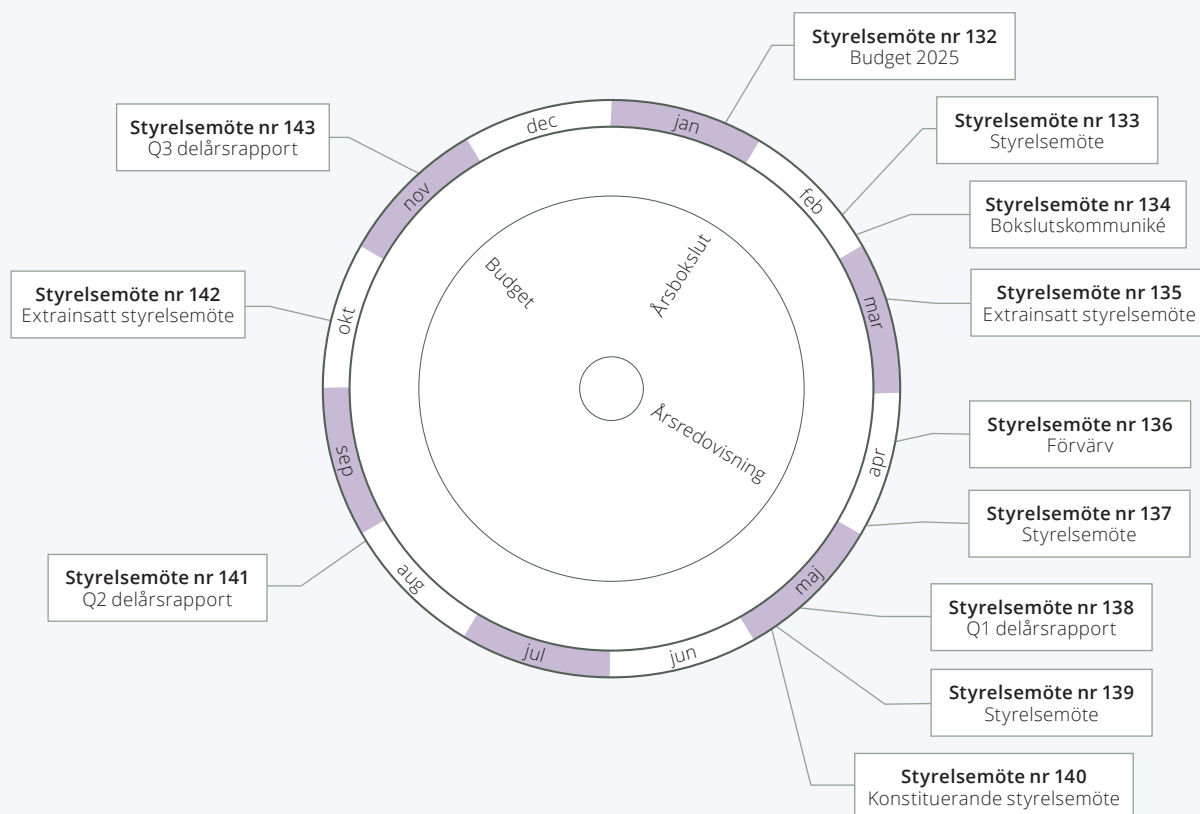 Styrelsemöte nr 132
Budget 2025
Styrelsemöte nr 133
Styrelsemöte
Styrelsemöte nr 134
Bokslutskommuniké
Styrelsemöte nr 135
Extrainsatt styrelsemöte
Styrelsemöte nr 136
Förvärv
Styrelsemöte nr 137
Styrelsemöte
Styrelsemöte nr 138
Q1 delårsrapport
Styrelsemöte nr 139
Styrelsemöte
Styrelsemöte nr 140
Konstituerande styrelsemöte
Styrelsemöte nr 141
Q2 delårsrapport
Styrelsemöte nr 142
Extrainsatt styrelsemöte
Styrelsemöte nr 143
Q3 delårsrapport
jan
feb
mar
apr
maj
jun
jul
aug
sep
okt
nov
dec
Budget
Årsbokslut
Årsredovisning